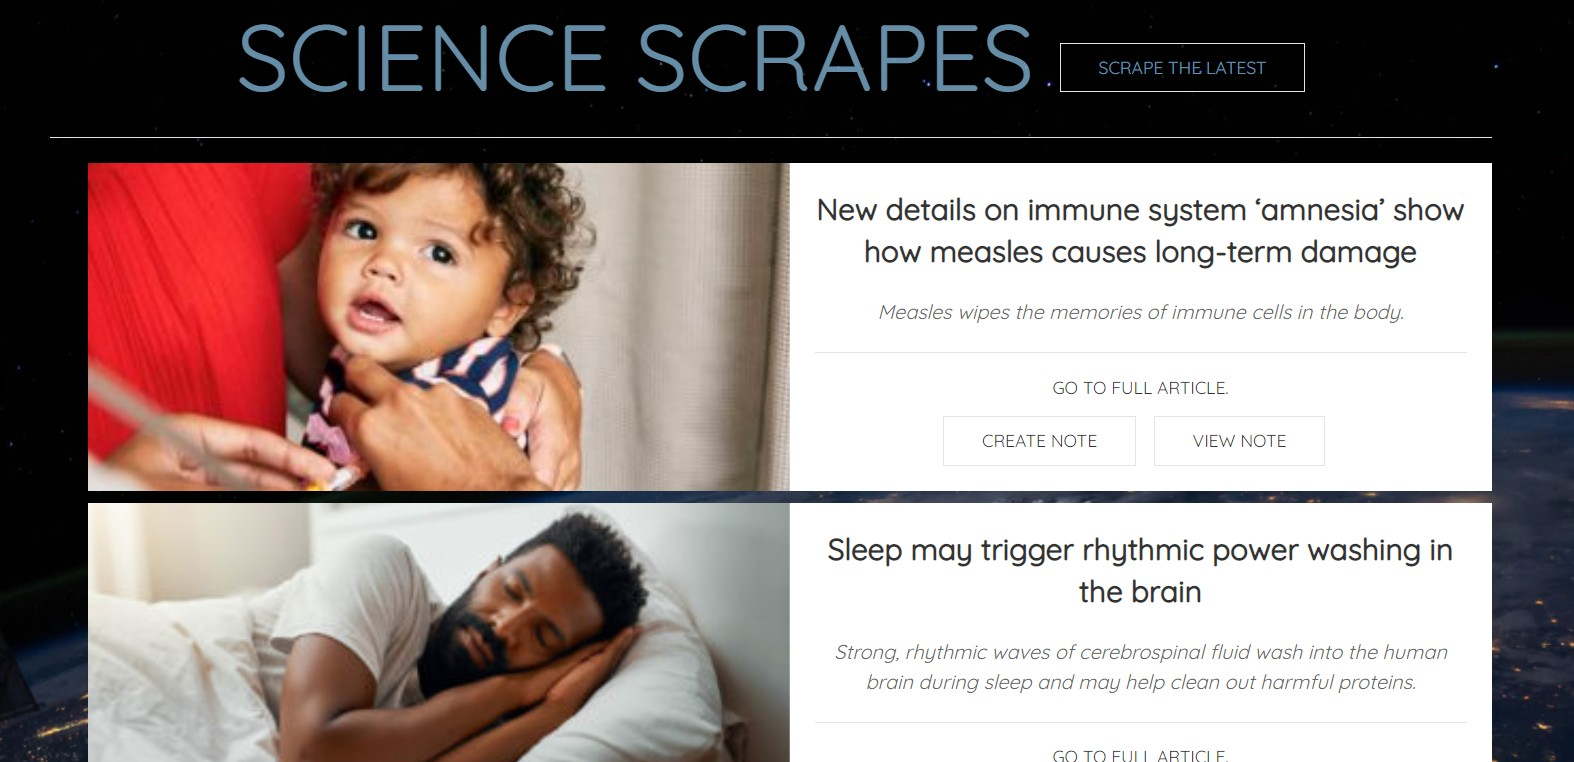 SCIENCE SCRAPES
SCRAPE THE LATEST
New details on immune system ‘amnesia’ show
how measles causes long-term damage
Measles wipes the memories of immune cells in the body.
GO TO FULL ARTICLE.
CREATE NOTE
VIEW NOTE
Sleep may trigger rhythmic power washing in
the brain
Strong, rhythmic waves of cerebrospinal fluid wash into the human
brain during sleep and may help clean out harmful proteins.
GO TO FULL ARTICLE.